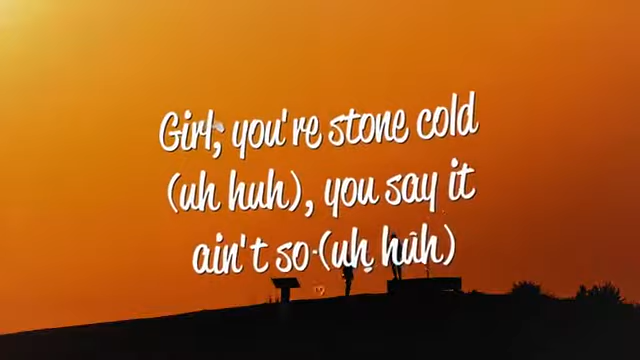 Girl, you're stone cold
(uh huh), you say it
ain't so (uh huh)